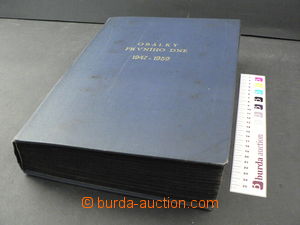 OBÁLKY
PRVNÍHO DNE
1947-1959
burda:auction
burda-auction.com